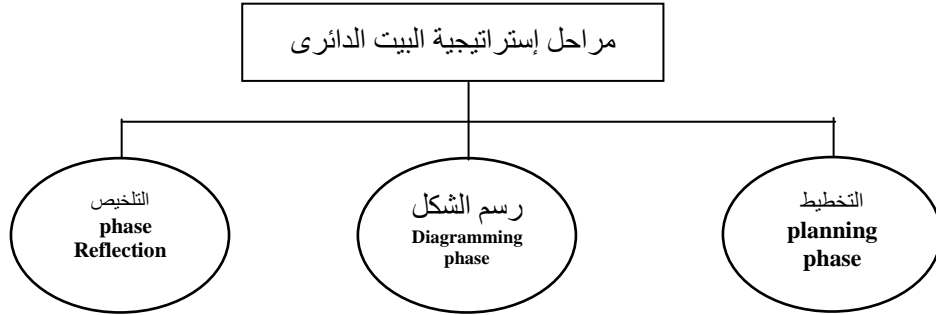 مراحل إستراتيجية البيت الدائرى
التخطيط
planning
phase
رسم الشكل
Diagramming
phase
التلخيص
phase
Reflection